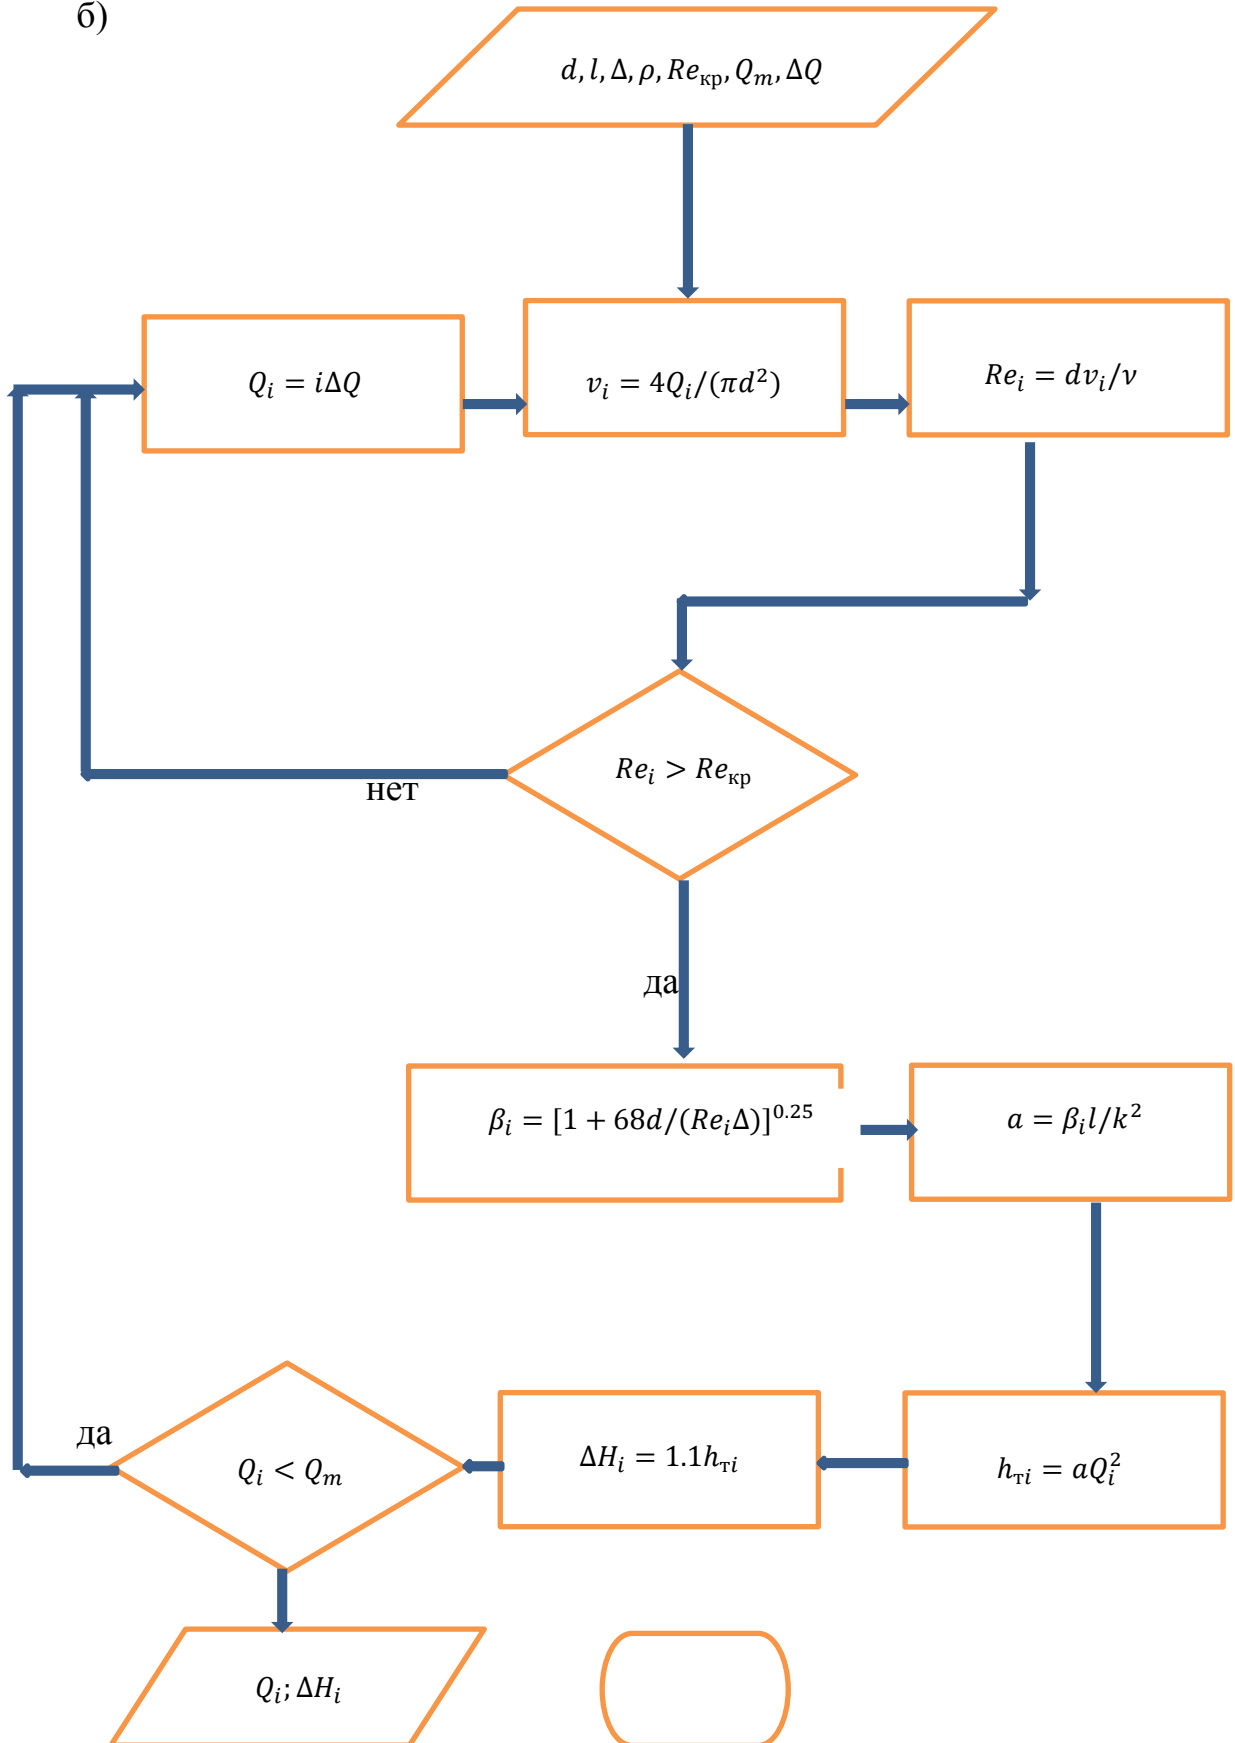 б)
d, l, Δ, ρ, Re_кр, Q_m, ΔQ
Q_i = iΔQ
v_i = 4Q_i/(πd²)
Re_i = dv_i/ν
Re_i > Re_кр
нет
да
β_i = [1 + 68d/(Re_iΔ)]^0.25
a = β_i l/k²
да
Q_i < Q_m
ΔH_i = 1.1h_тi
h_тi = aQ_i²
Q_i; ΔH_i